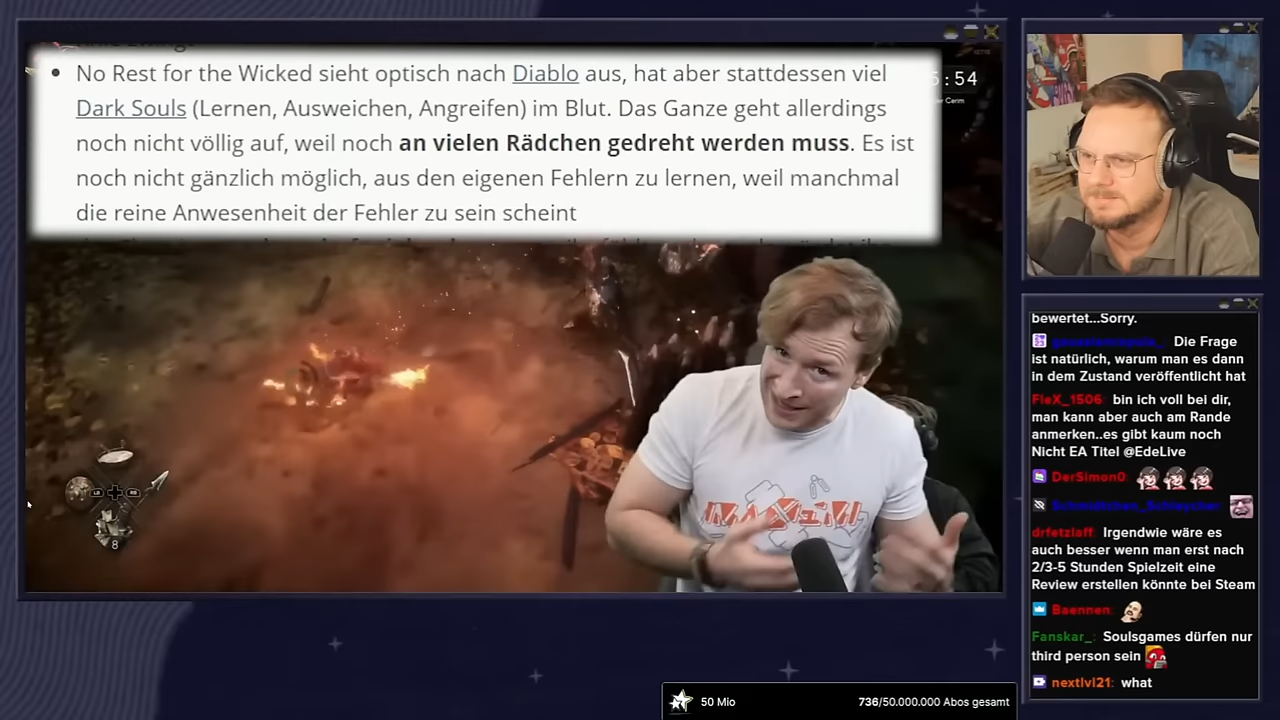 No Rest for the Wicked sieht optisch nach Diablo aus, hat aber stattdessen viel
Dark Souls (Lernen, Ausweichen, Angreifen) im Blut. Das Ganze geht allerdings
noch nicht völlig auf, weil noch an vielen Rädchen gedreht werden muss. Es ist
noch nicht gänzlich möglich, aus den eigenen Fehlern zu lernen, weil manchmal
die reine Anwesenheit der Fehler zu sein scheint
5:54
LB
RB
8
bewertet...Sorry.
Die Frage
ist natürlich, warum man es dann
in dem Zustand veröffentlicht hat
FleX_1506: bin ich voll bei dir,
man kann aber auch am Rande
anmerken..es gibt kaum noch
Nicht EA Titel @EdeLive
DerSimon0:
drfetzlaff: Irgendwie wäre es
auch besser wenn man erst nach
2/3-5 Stunden Spielzeit eine
Review erstellen könnte bei Steam
Baennen:
Fanskar_: Soulsgames dürfen nur
third person sein
nextlvl21: what
50 Mio
736/50.000.000 Abos gesamt